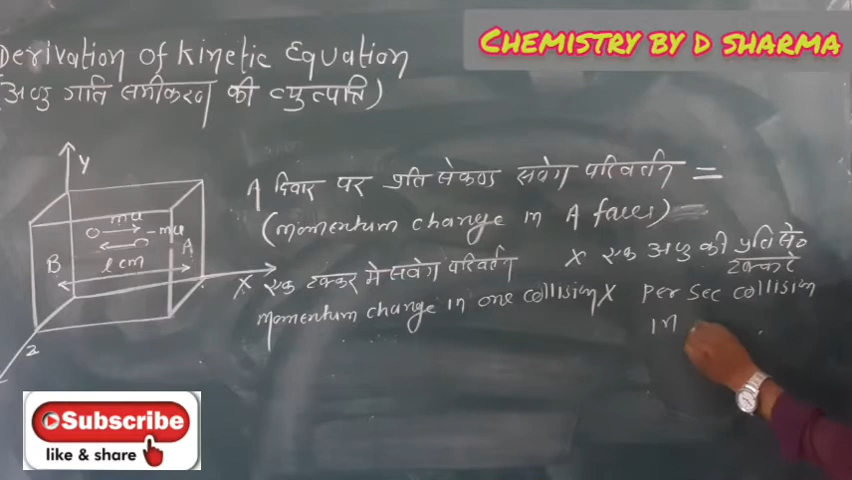 CHEMISTRY BY D SHARMA
Derivation of Kinetic Equation
(अणु गति समीकरण की व्युत्पत्ति)
Y
mu
-mu
B
A
l cm
X
Z
A दिवार पर प्रति सेकण्ड संवेग परिवर्तन =
(momentum change in A faces)
एक टक्कर मे संवेग परिवर्तन X एक अणु की प्रति से०
टक्करे
momentum change in one collision X per sec collision
in
Subscribe
like & share